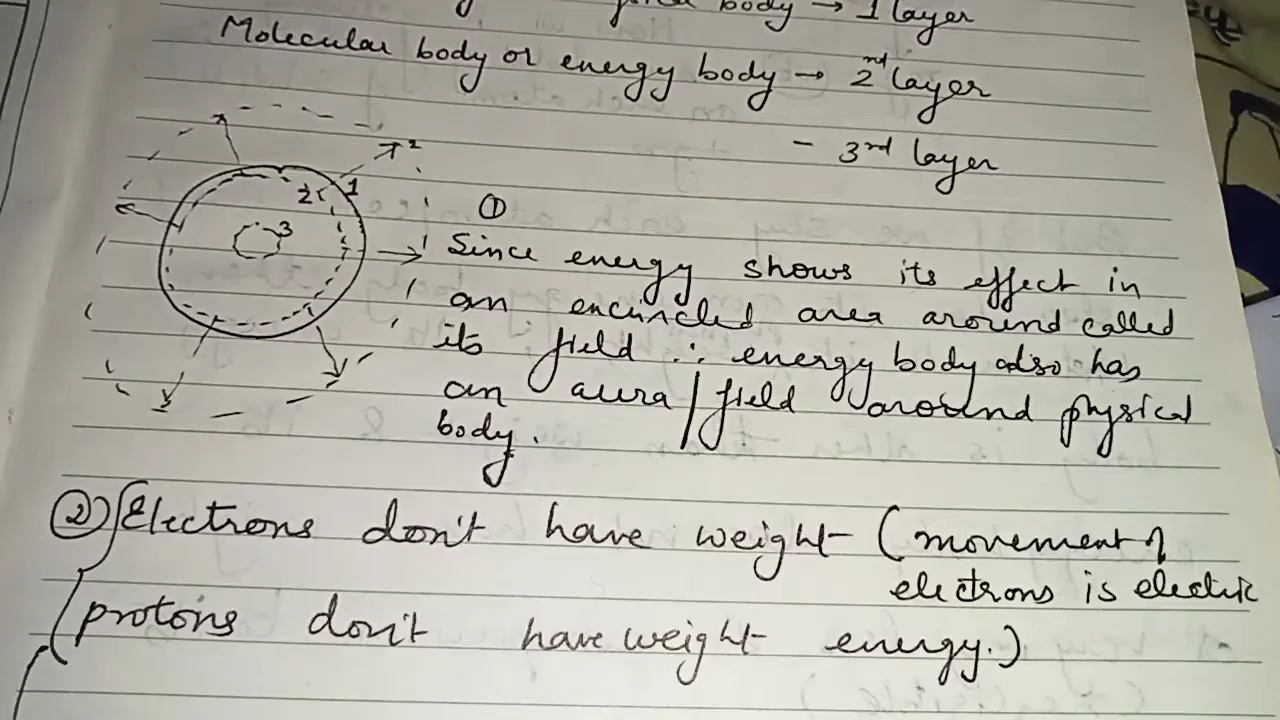 body → 1 layer
Molecular body or energy body → 2nd layer
- 3rd layer
2
2 1
3
①
Since energy shows its effect in
an encircled area around called
its field ∴ energy body also has
an aura/field around physical
body.
② Electrons don't have weight (movement of
electrons is electric
protons don't have weight energy.)